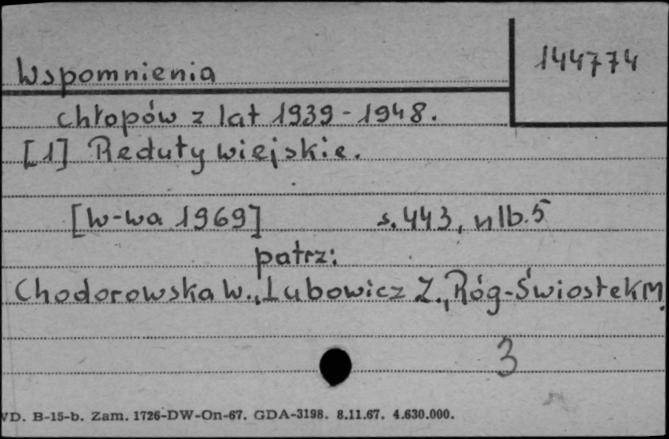 144774
Wspomnienia
chłopów z lat 1939-1948.
[1] Reduty wiejskie.
[W-wa 1969] s. 443, nlb. 5
patrz:
Chodorowska W., Lubowicz Z., Róg-Świostek M.
3
VD. B-15-b. Zam. 1726-DW-On-67. GDA-3198. 8.11.67. 4.630.000.